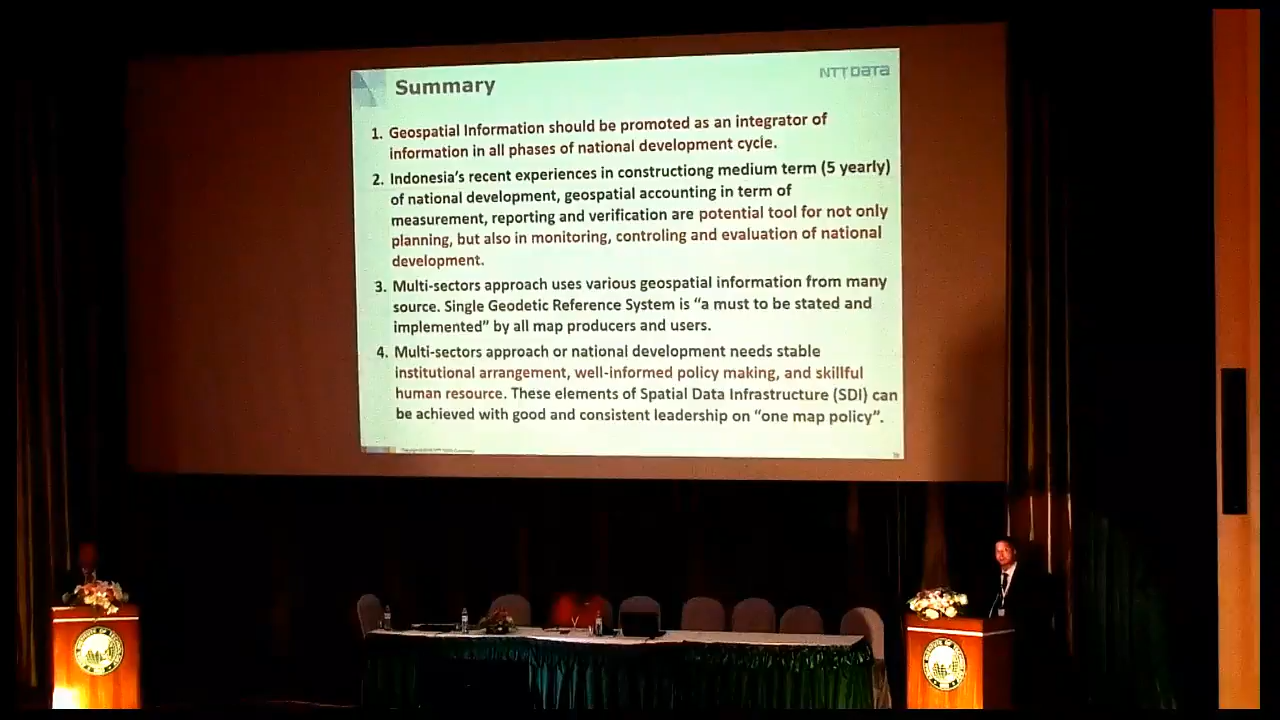 Summary
NTT DATA
1. Geospatial Information should be promoted as an integrator of
information in all phases of national development cycle.
2. Indonesia's recent experiences in constructiong medium term (5 yearly)
of national development, geospatial accounting in term of
measurement, reporting and verification are potential tool for not only
planning, but also in monitoring, controling and evaluation of national
development.
3. Multi-sectors approach uses various geospatial information from many
source. Single Geodetic Reference System is "a must to be stated and
implemented" by all map producers and users.
4. Multi-sectors approach or national development needs stable
institutional arrangement, well-informed policy making, and skillful
human resource. These elements of Spatial Data Infrastructure (SDI) can
be achieved with good and consistent leadership on "one map policy".